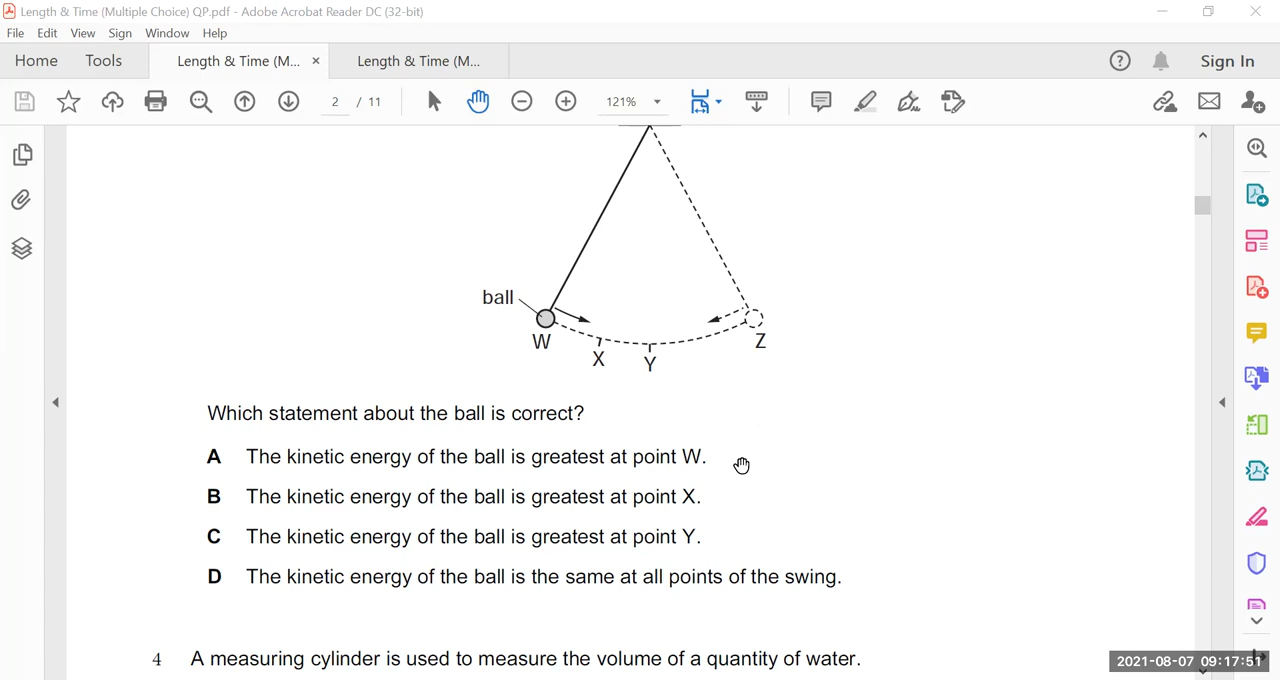 Length & Time (Multiple Choice) QP.pdf - Adobe Acrobat Reader DC (32-bit)
File Edit View Sign Window Help
Home Tools Length & Time (M... × Length & Time (M... ? Sign In
2 / 11 121%
ball
W
Z
X
Y
Which statement about the ball is correct?
A The kinetic energy of the ball is greatest at point W.
B The kinetic energy of the ball is greatest at point X.
C The kinetic energy of the ball is greatest at point Y.
D The kinetic energy of the ball is the same at all points of the swing.
4 A measuring cylinder is used to measure the volume of a quantity of water.
2021-08-07 09:17:51